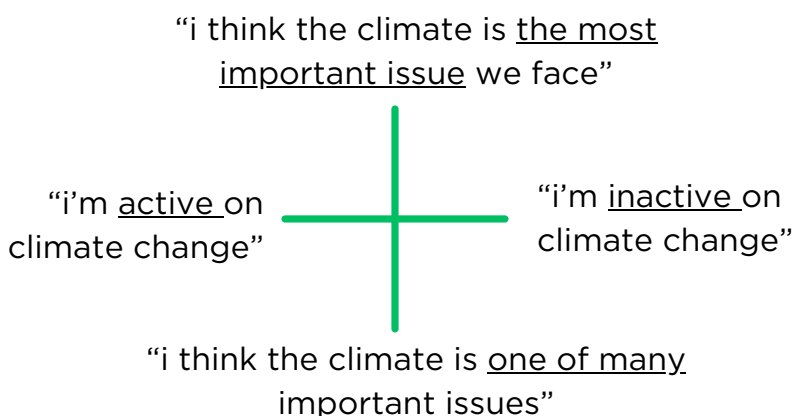 “i think the climate is the most
important issue we face”
“i’m active on
climate change”
“i’m inactive on
climate change”
“i think the climate is one of many
important issues”